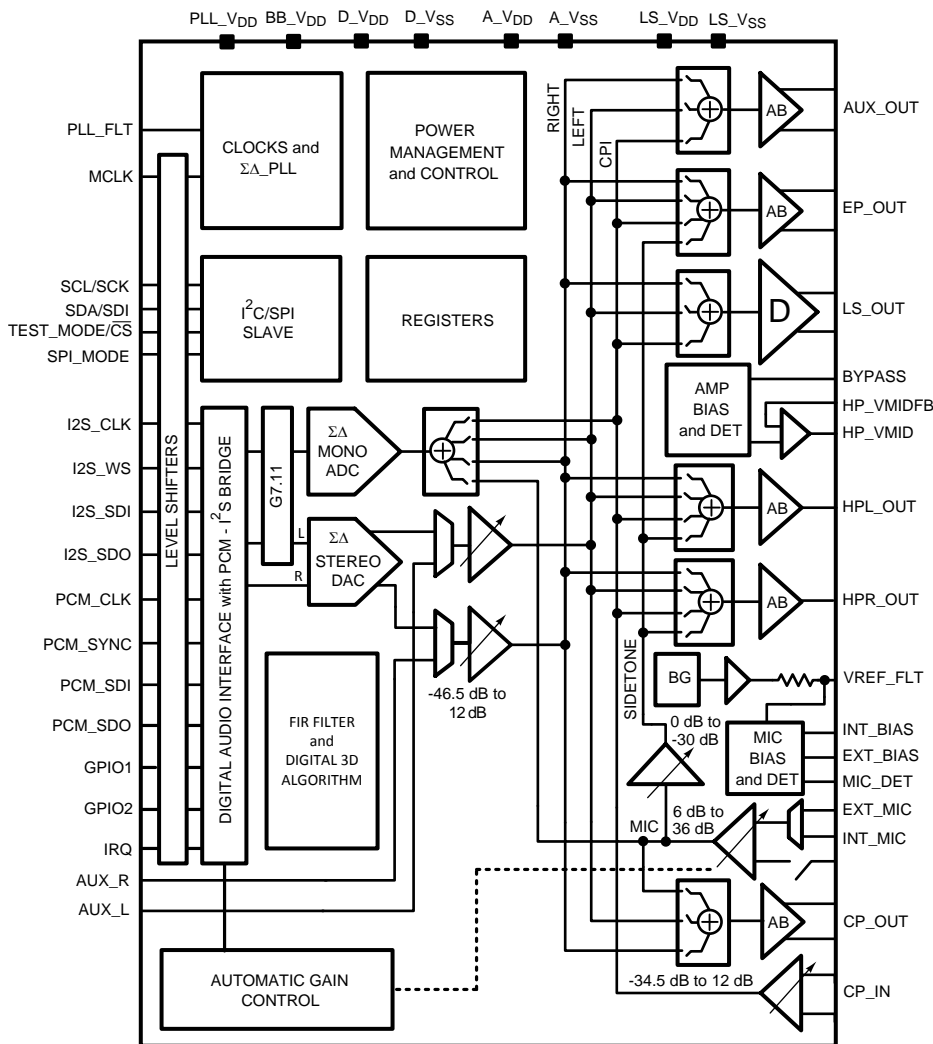 PLL_VDD
BB_VDD
D_VDD
D_VSS
A_VDD
A_VSS
LS_VDD
LS_VSS
PLL_FLT
MCLK
SCL/SCK
SDA/SDI
TEST_MODE/CS
SPI_MODE
I2S_CLK
I2S_WS
I2S_SDI
I2S_SDO
PCM_CLK
PCM_SYNC
PCM_SDI
PCM_SDO
GPIO1
GPIO2
IRQ
AUX_R
AUX_L
LEVEL SHIFTERS
DIGITAL AUDIO INTERFACE with PCM - I2S BRIDGE
CLOCKS and
ΣΔ_PLL
POWER
MANAGEMENT
and CONTROL
I2C/SPI
SLAVE
REGISTERS
G7.11
ΣΔ
MONO
ADC
L
R
ΣΔ
STEREO
DAC
-46.5 dB to
12 dB
FIR FILTER
and
DIGITAL 3D
ALGORITHM
AUTOMATIC GAIN
CONTROL
RIGHT
LEFT
CPI
SIDETONE
AB
AUX_OUT
AB
EP_OUT
D
LS_OUT
AMP
BIAS
and DET
BYPASS
HP_VMIDFB
HP_VMID
AB
HPL_OUT
AB
HPR_OUT
BG
VREF_FLT
0 dB to
-30 dB
MIC
BIAS
and DET
INT_BIAS
EXT_BIAS
MIC_DET
6 dB to
36 dB
MIC
EXT_MIC
INT_MIC
AB
CP_OUT
-34.5 dB to 12 dB
CP_IN